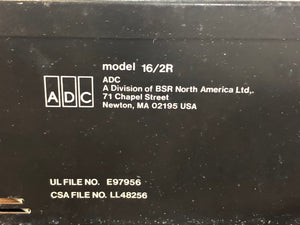 model 16/2R
ADC
ADC
A Division of BSR North America Ltd,.
71 Chapel Street
Newton, MA 02195 USA
UL FILE NO. E97956
CSA FILE NO. LL48256